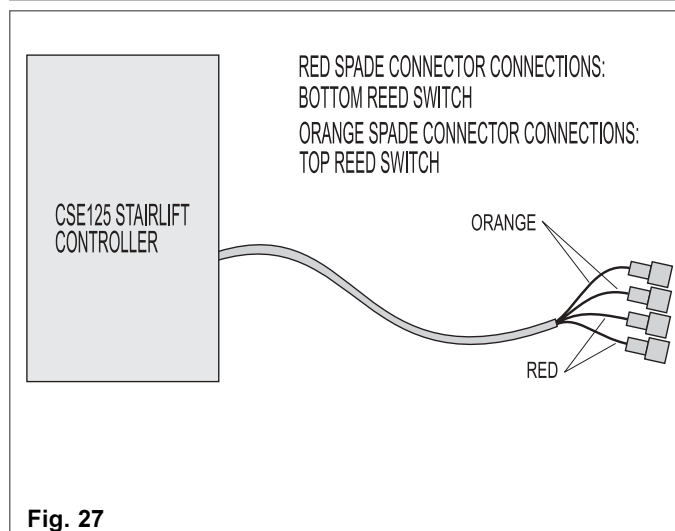 RED SPADE CONNECTOR CONNECTIONS:
BOTTOM REED SWITCH
ORANGE SPADE CONNECTOR CONNECTIONS:
TOP REED SWITCH
CSE125 STAIRLIFT
CONTROLLER
ORANGE
RED
Fig. 27